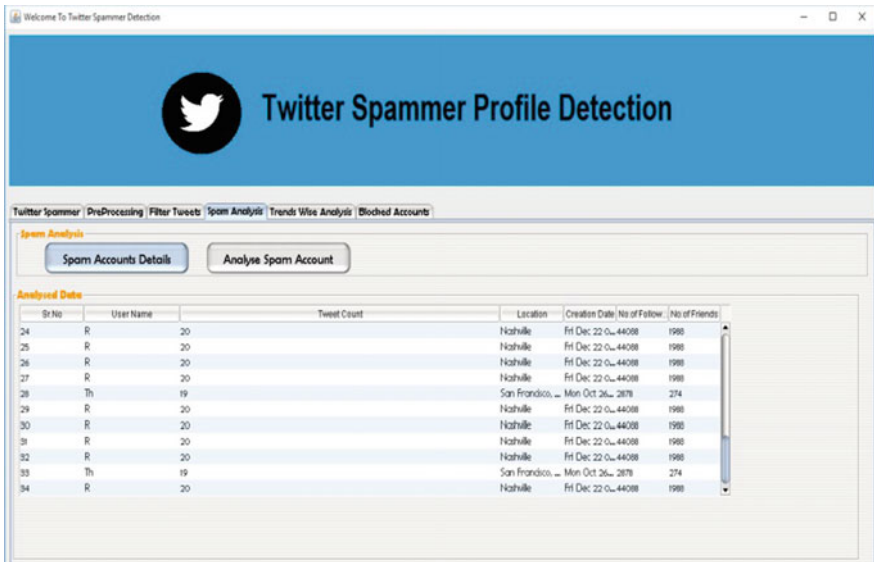 Welcome To Twitter Spammer Detection
Twitter Spammer Profile Detection
Twitter Spammer PreProcessing Filter Tweets Spam Analysis Trends Wise Analysis Blocked Accounts
Spam Analysis
Spam Accounts Details Analyse Spam Account
Analysed Data
Sr.No User Name Tweet Count Location Creation Date No.of Follow... No.of Friends
24 R 20 Nashville Fri Dec 22 0... 44088 1988
25 R 20 Nashville Fri Dec 22 0... 44088 1988
26 R 20 Nashville Fri Dec 22 0... 44088 1988
27 R 20 Nashville Fri Dec 22 0... 44088 1988
28 Th 19 San Francisco, ... Mon Oct 26... 2878 274
29 R 20 Nashville Fri Dec 22 0... 44088 1988
30 R 20 Nashville Fri Dec 22 0... 44088 1988
31 R 20 Nashville Fri Dec 22 0... 44088 1988
32 R 20 Nashville Fri Dec 22 0... 44088 1988
33 Th 19 San Francisco, ... Mon Oct 26... 2878 274
34 R 20 Nashville Fri Dec 22 0... 44088 1988